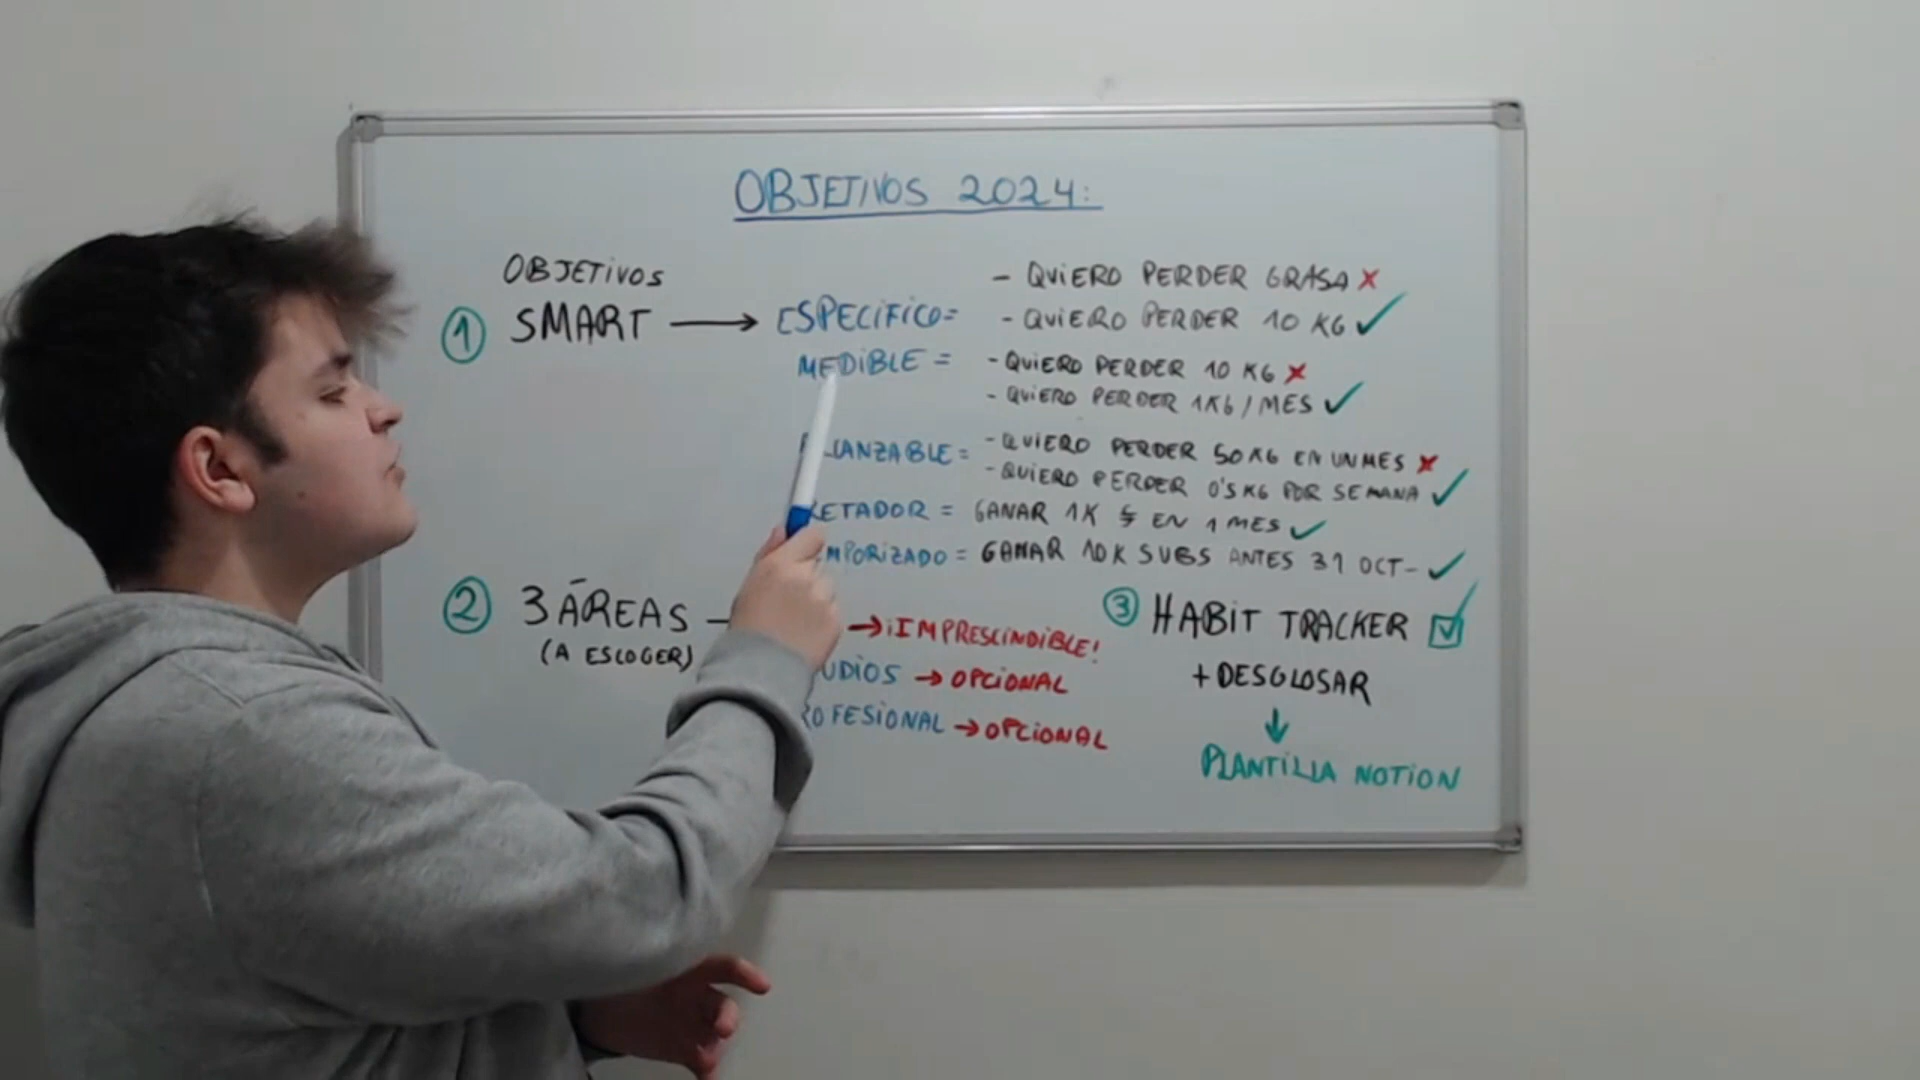 OBJETIVOS 2024:
OBJETIVOS
① SMART → ESPECIFICO =
- QUIERO PERDER GRASA ✗
- QUIERO PERDER 10 KG ✓
MEDIBLE =
- QUIERO PERDER 10 KG ✗
- QUIERO PERDER 1KG / MES ✓
ALCANZABLE =
- QUIERO PERDER 50 KG EN UN MES ✗
- QUIERO PERDER 0'5 KG POR SEMANA ✓
RETADOR = GANAR 1K $ EN 1 MES ✓
MPORIZADO = GANAR 10K SUBS ANTES 31 OCT- ✓
② 3 ÁREAS
(A ESCOGER)
→ ¡IMPRESCINDIBLE!
UDIOS → OPCIONAL
ROFESIONAL → OPCIONAL
③ HABIT TRACKER ☑
+ DESGLOSAR
↓
PLANTILLA NOTION